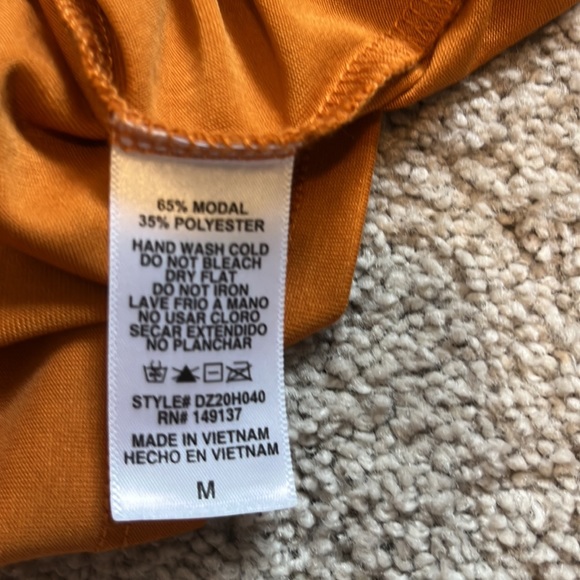 65% MODAL
35% POLYESTER
HAND WASH COLD
DO NOT BLEACH
DRY FLAT
DO NOT IRON
LAVE FRIO A MANO
NO USAR CLORO
SECAR EXTENDIDO
NO PLANCHAR
STYLE# DZ20H040
RN# 149137
MADE IN VIETNAM
HECHO EN VIETNAM
M